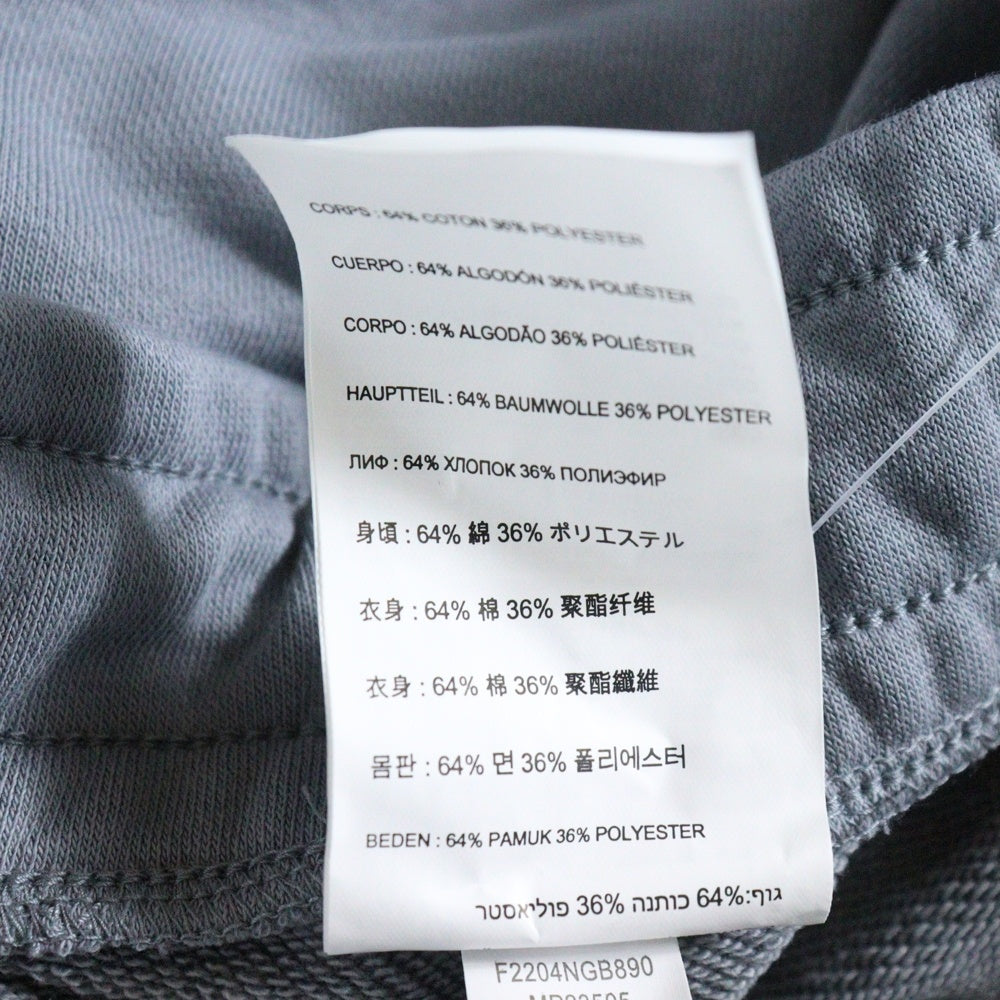 CORPS : 64% COTON 36% POLYESTER
CUERPO : 64% ALGODÓN 36% POLIÉSTER
CORPO : 64% ALGODÃO 36% POLIÉSTER
HAUPTTEIL : 64% BAUMWOLLE 36% POLYESTER
ЛИФ : 64% ХЛОПОК 36% ПОЛИЭФИР
身頃 : 64% 綿 36% ポリエステル
衣身 : 64% 棉 36% 聚酯纤维
衣身 : 64% 棉 36% 聚酯纖維
몸판 : 64% 면 36% 폴리에스터
BEDEN : 64% PAMUK 36% POLYESTER
גוף:64% כותנה 36% פוליאסטר
F2204NGB890